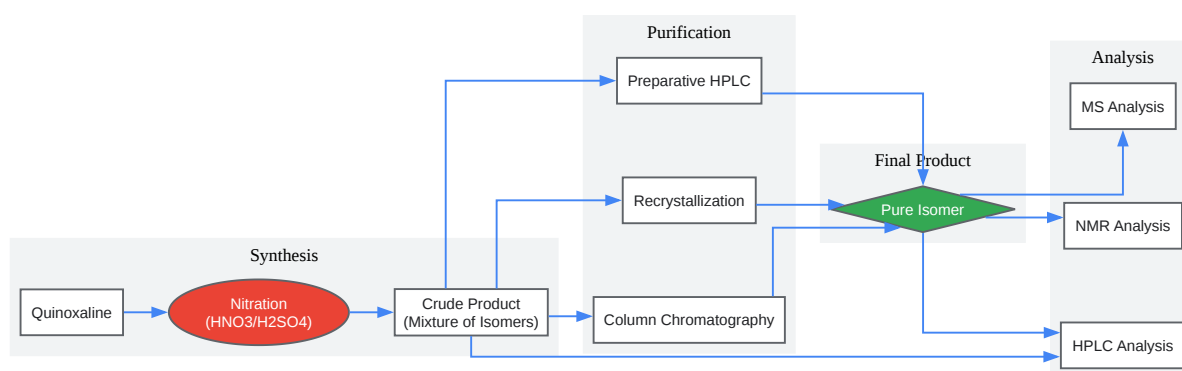 Purification
Preparative HPLC
Recrystallization
Column Chromatography
Synthesis
Quinoxaline
Nitration
(HNO3/H2SO4)
Crude Product
(Mixture of Isomers)
Final Product
Pure Isomer
Analysis
MS Analysis
NMR Analysis
HPLC Analysis